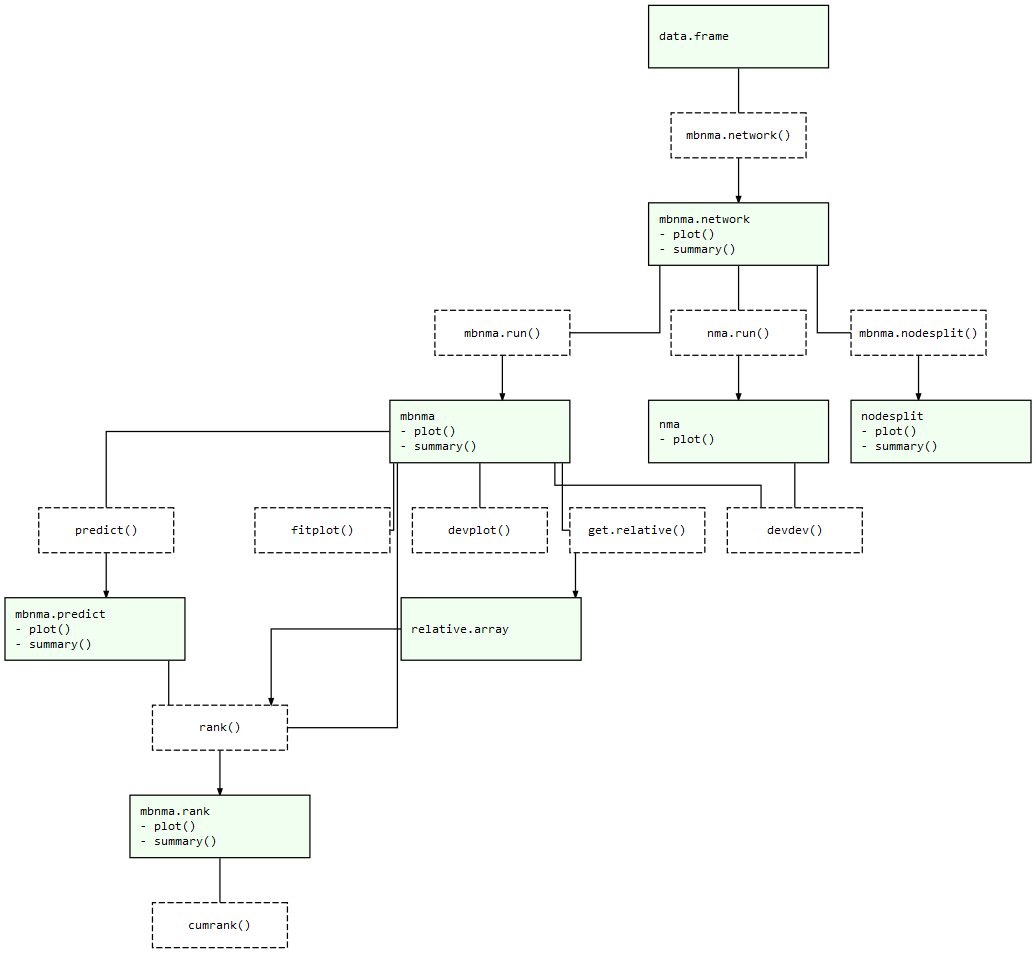 data.frame
mbnma.network()
mbnma.network
- plot()
- summary()
mbnma.run()
nma.run()
mbnma.nodesplit()
mbnma
- plot()
- summary()
nma
- plot()
nodesplit
- plot()
- summary()
predict()
fitplot()
devplot()
get.relative()
devdev()
mbnma.predict
- plot()
- summary()
relative.array
rank()
mbnma.rank
- plot()
- summary()
cumrank()